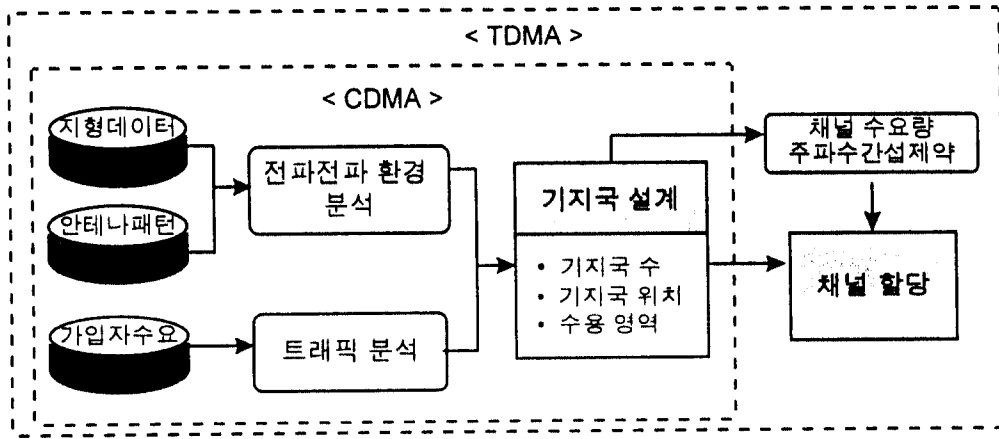 < TDMA >
< CDMA >
지형데이터
안테나패턴
가입자수요
전파전파 환경
분석
트래픽 분석
기지국 설계
• 기지국 수
• 기지국 위치
• 수용 영역
채널 수요량
주파수간섭제약
채널 할당